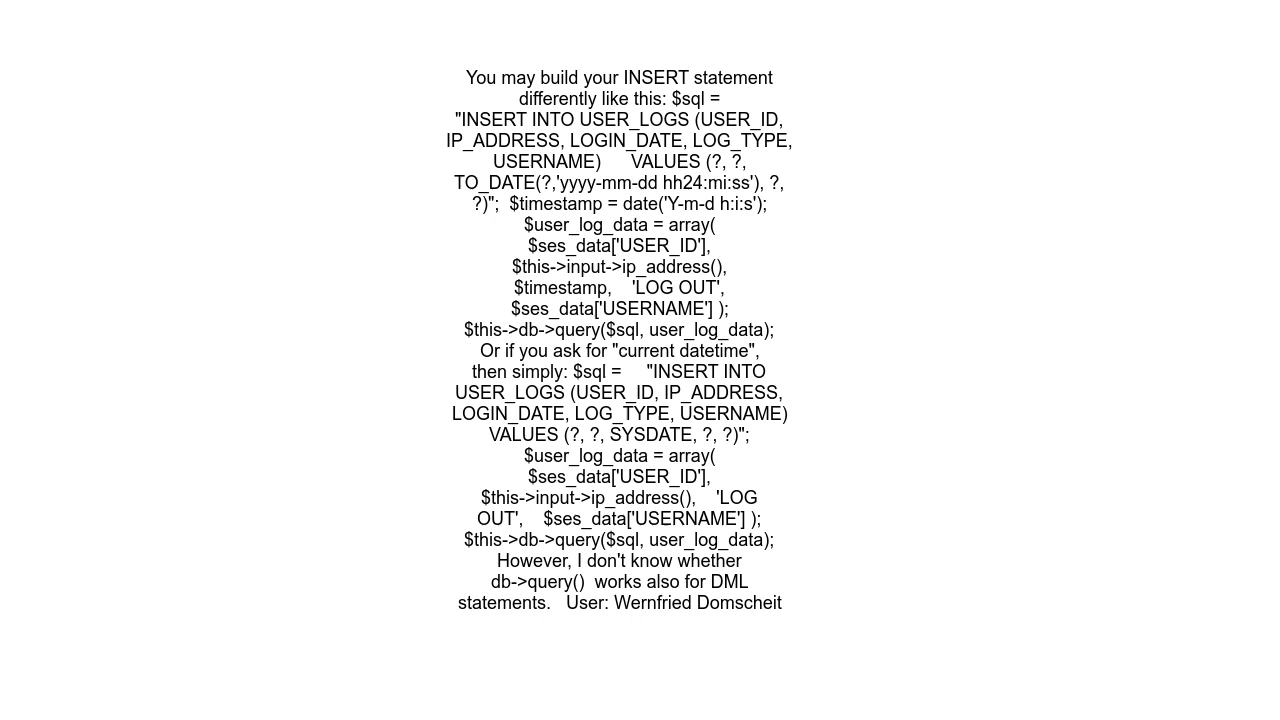 You may build your INSERT statement
differently like this: $sql =
"INSERT INTO USER_LOGS (USER_ID,
IP_ADDRESS, LOGIN_DATE, LOG_TYPE,
USERNAME)      VALUES (?, ?,
TO_DATE(?,'yyyy-mm-dd hh24:mi:ss'), ?,
?)";  $timestamp = date('Y-m-d h:i:s');
$user_log_data = array(
$ses_data['USER_ID'],
$this->input->ip_address(),
$timestamp,    'LOG OUT',
$ses_data['USERNAME'] );
$this->db->query($sql, user_log_data);
Or if you ask for "current datetime",
then simply: $sql =     "INSERT INTO
USER_LOGS (USER_ID, IP_ADDRESS,
LOGIN_DATE, LOG_TYPE, USERNAME)
VALUES (?, ?, SYSDATE, ?, ?)";
$user_log_data = array(
$ses_data['USER_ID'],
$this->input->ip_address(),    'LOG
OUT',    $ses_data['USERNAME'] );
$this->db->query($sql, user_log_data);
However, I don't know whether
db->query()  works also for DML
statements.   User: Wernfried Domscheit